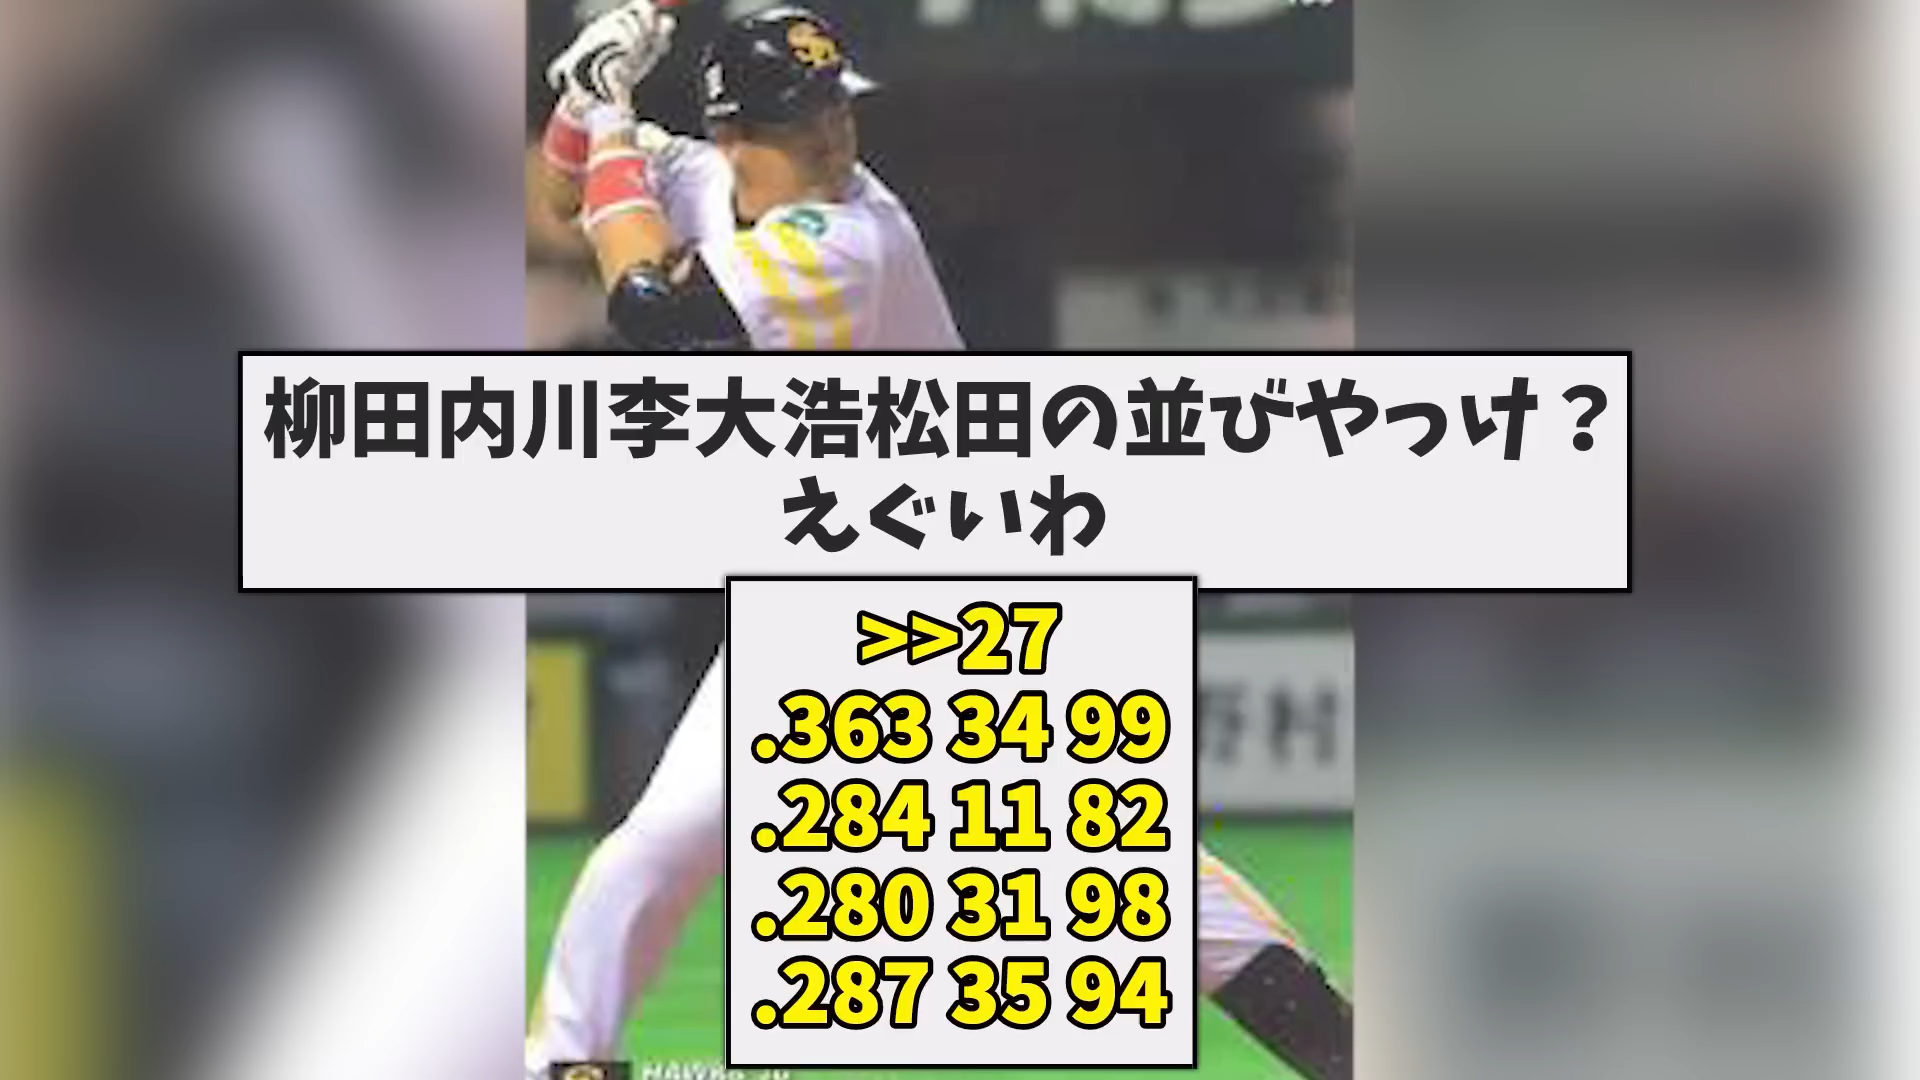 柳田内川李大浩松田の並びやっけ？
えぐいわ
>>27
.363 34 99
.284 11 82
.280 31 98
.287 35 94